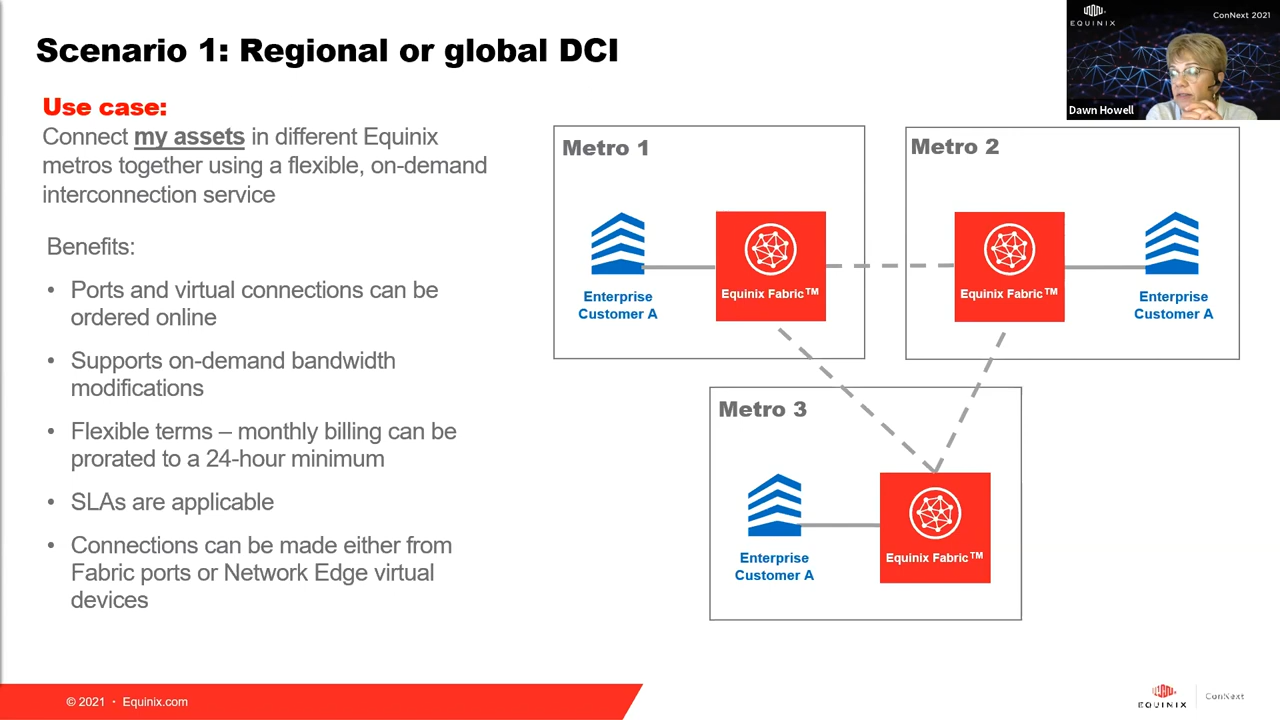 EQUINIX
ConNext 2021
Dawn Howell
Scenario 1: Regional or global DCI
Use case:
Connect my assets in different Equinix
metros together using a flexible, on-demand
interconnection service
Benefits:
• Ports and virtual connections can be
ordered online
• Supports on-demand bandwidth
modifications
• Flexible terms – monthly billing can be
prorated to a 24-hour minimum
• SLAs are applicable
• Connections can be made either from
Fabric ports or Network Edge virtual
devices
Metro 1
Enterprise
Customer A
Equinix Fabric™
Metro 2
Equinix Fabric™
Enterprise
Customer A
Metro 3
Enterprise
Customer A
Equinix Fabric™
© 2021 • Equinix.com
EQUINIX
ConNext